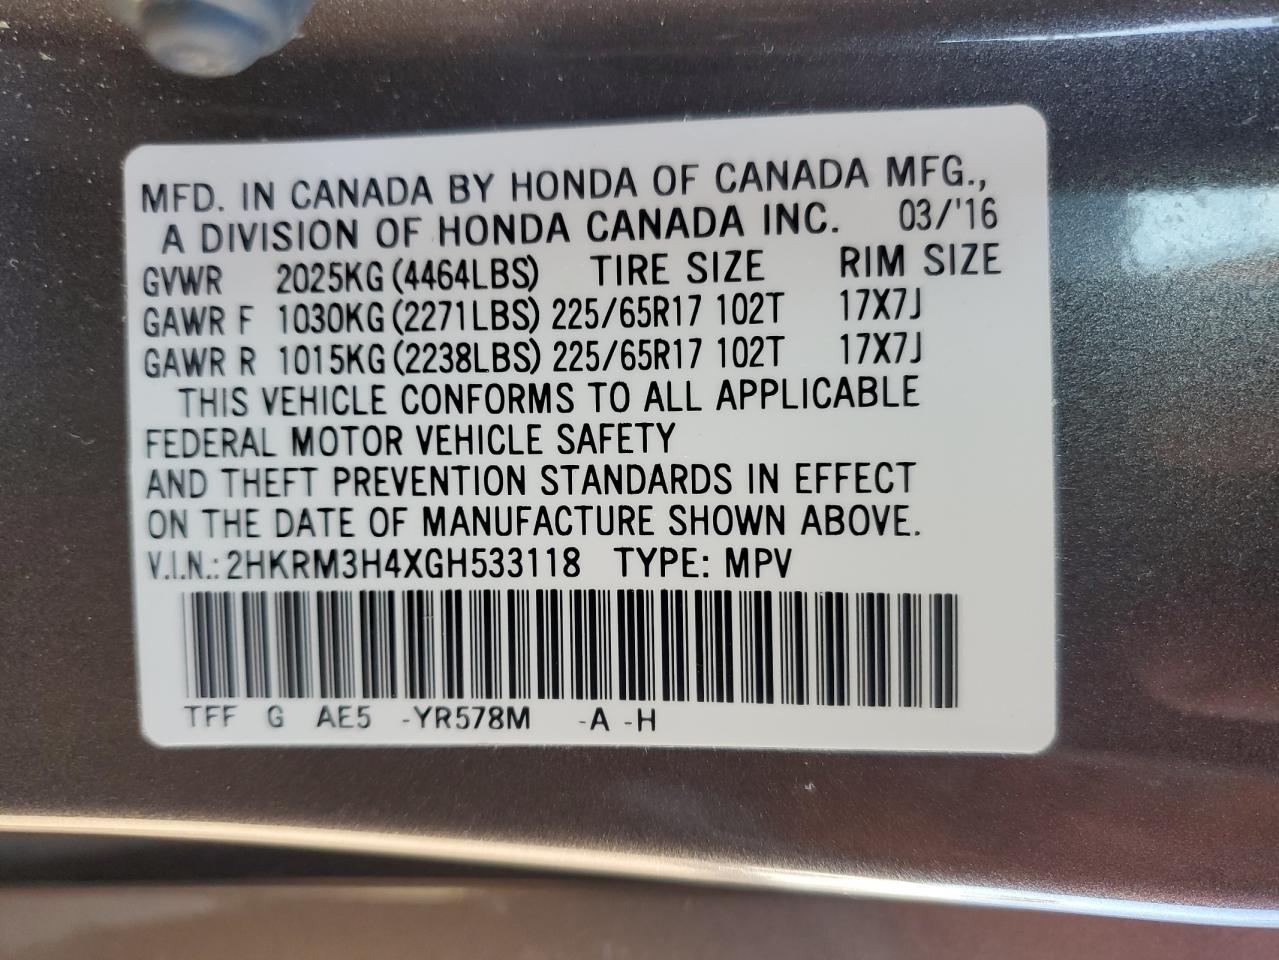 MFD. IN CANADA BY HONDA OF CANADA MFG.,
A DIVISION OF HONDA CANADA INC. 03/'16
GVWR 2025KG (4464LBS) TIRE SIZE RIM SIZE
GAWR F 1030KG (2271LBS) 225/65R17 102T 17X7J
GAWR R 1015KG (2238LBS) 225/65R17 102T 17X7J
THIS VEHICLE CONFORMS TO ALL APPLICABLE
FEDERAL MOTOR VEHICLE SAFETY
AND THEFT PREVENTION STANDARDS IN EFFECT
ON THE DATE OF MANUFACTURE SHOWN ABOVE.
V.I.N.: 2HKRM3H4XGH533118 TYPE: MPV
TFF G AE5 -YR578M -A -H